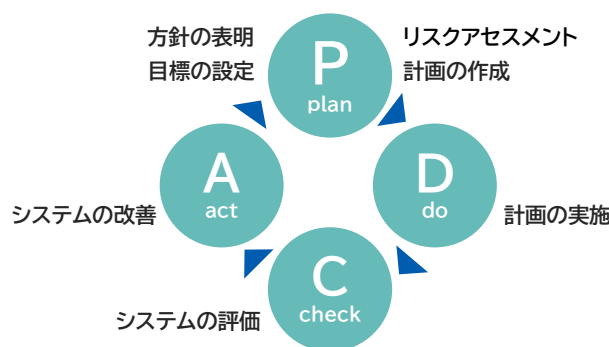 方針の表明
目標の設定
P
plan
リスクアセスメント
計画の作成
A
act
システムの改善
D
do
計画の実施
C
check
システムの評価